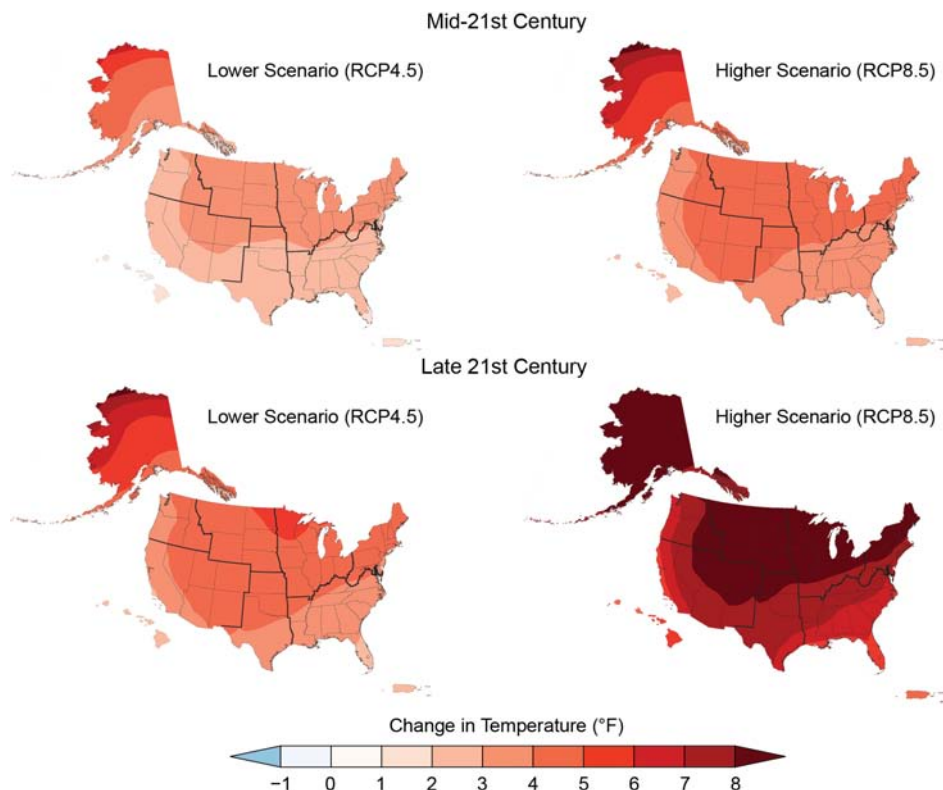 Mid-21st Century
Lower Scenario (RCP4.5)
Higher Scenario (RCP8.5)
Late 21st Century
Lower Scenario (RCP4.5)
Higher Scenario (RCP8.5)
Change in Temperature (°F)
−1 0 1 2 3 4 5 6 7 8